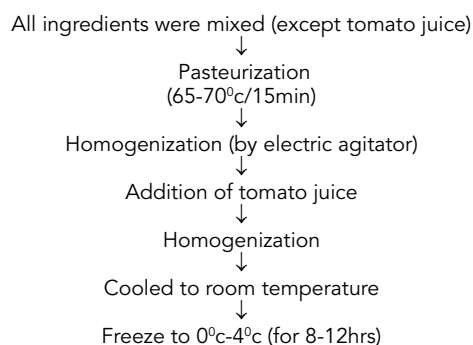 All ingredients were mixed (except tomato juice)
↓
Pasteurization
(65-70⁰c/15min)
↓
Homogenization (by electric agitator)
↓
Addition of tomato juice
↓
Homogenization
↓
Cooled to room temperature
↓
Freeze to 0⁰c-4⁰c (for 8-12hrs)